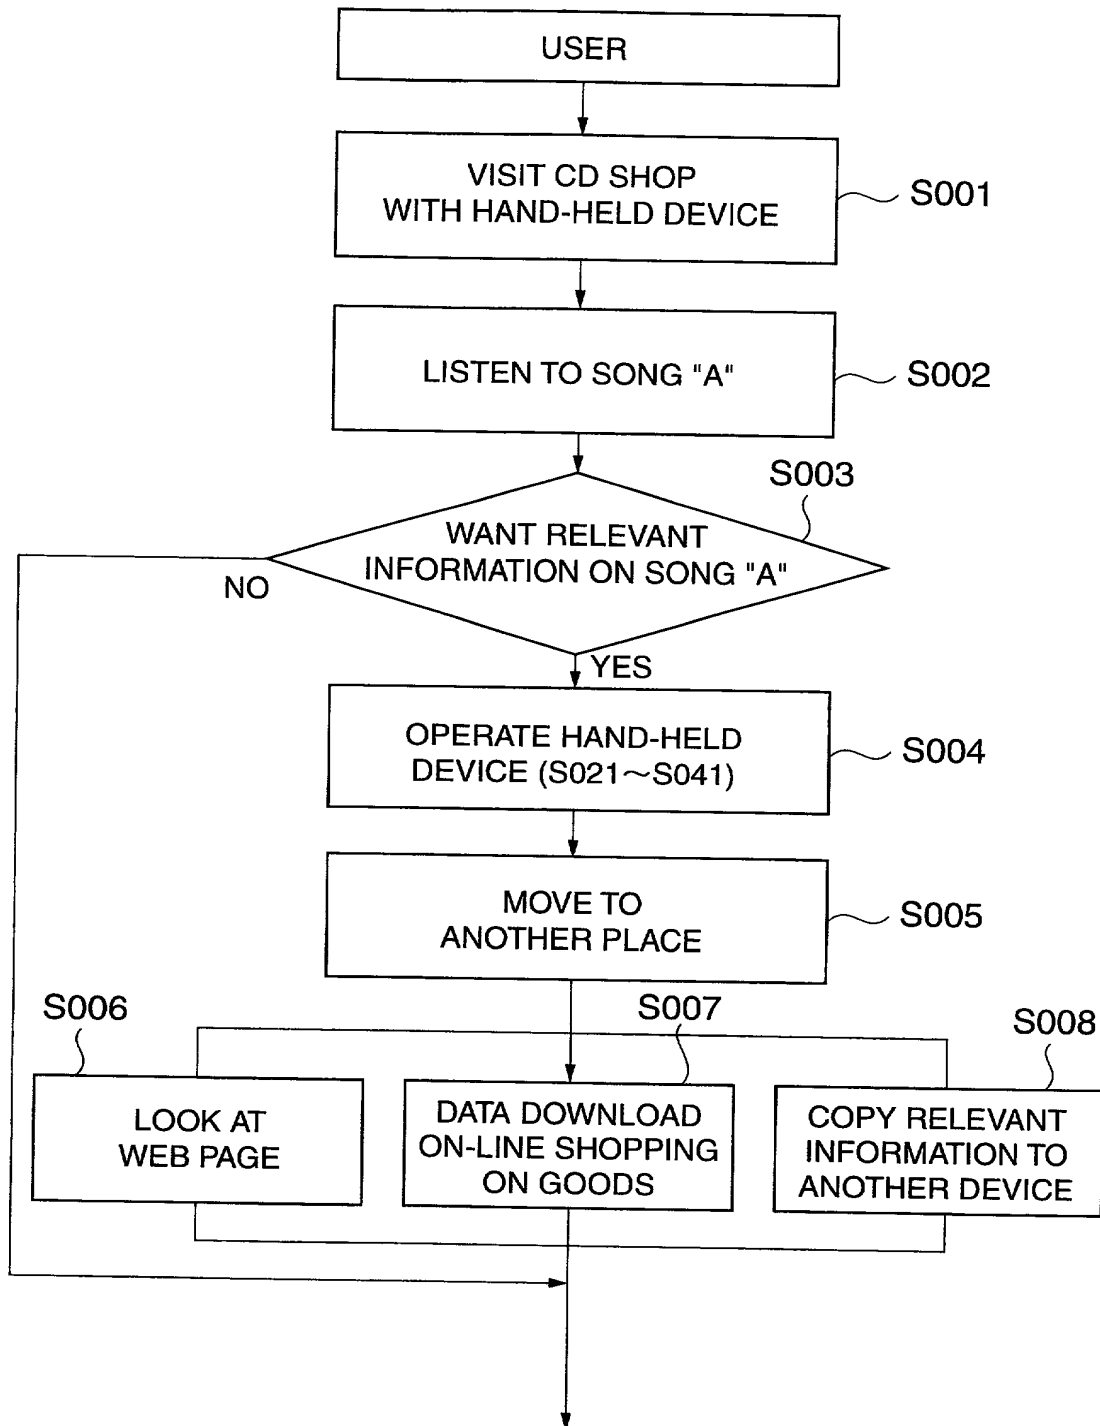 USER
VISIT CD SHOP
WITH HAND-HELD DEVICE
S001
LISTEN TO SONG "A"
S002
S003
WANT RELEVANT
INFORMATION ON SONG "A"
NO
YES
OPERATE HAND-HELD
DEVICE (S021～S041)
S004
MOVE TO
ANOTHER PLACE
S005
S006
LOOK AT
WEB PAGE
S007
DATA DOWNLOAD
ON-LINE SHOPPING
ON GOODS
S008
COPY RELEVANT
INFORMATION TO
ANOTHER DEVICE